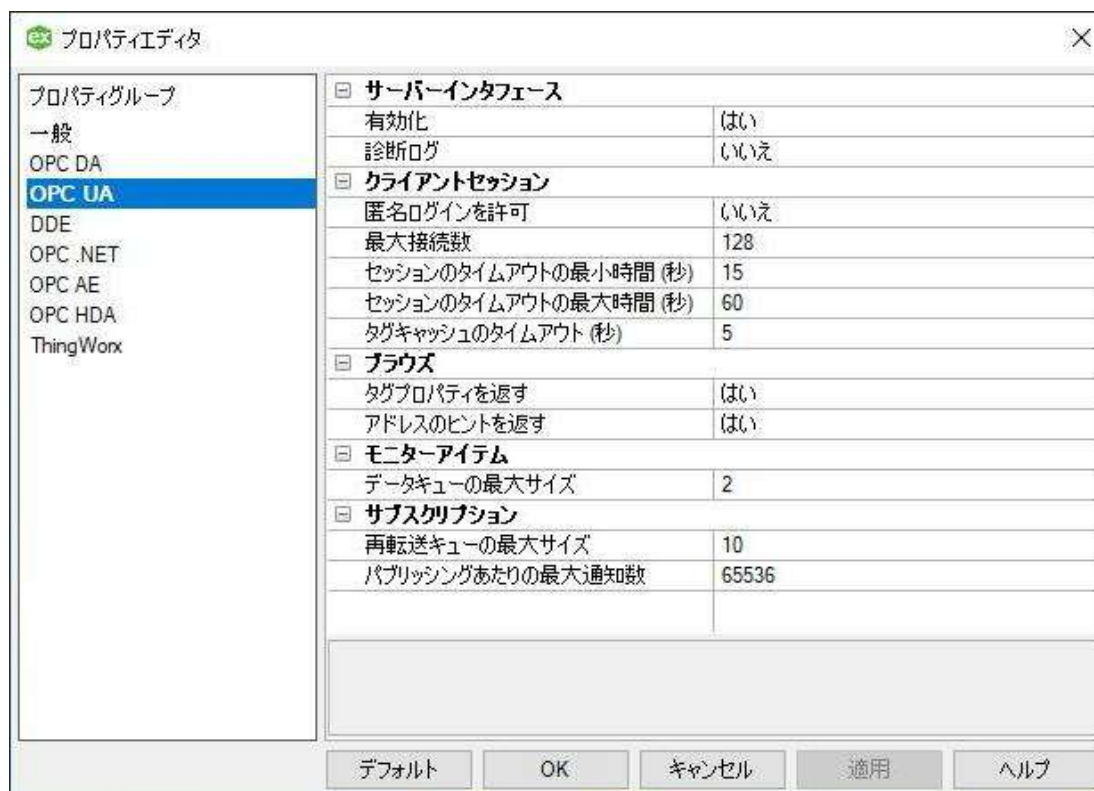 プロパティエディタ
プロパティグループ
一般
OPC DA
OPC UA
DDE
OPC .NET
OPC AE
OPC HDA
ThingWorx
サーバーインタフェース
有効化 はい
診断ログ いいえ
クライアントセッション
匿名ログインを許可 いいえ
最大接続数 128
セッションのタイムアウトの最小時間 (秒) 15
セッションのタイムアウトの最大時間 (秒) 60
タグキャッシュのタイムアウト (秒) 5
ブラウズ
タグプロパティを返す はい
アドレスのヒントを返す はい
モニターアイテム
データキューの最大サイズ 2
サブスクリプション
再転送キューの最大サイズ 10
パブリッシングあたりの最大通知数 65536
デフォルト OK キャンセル 適用 ヘルプ